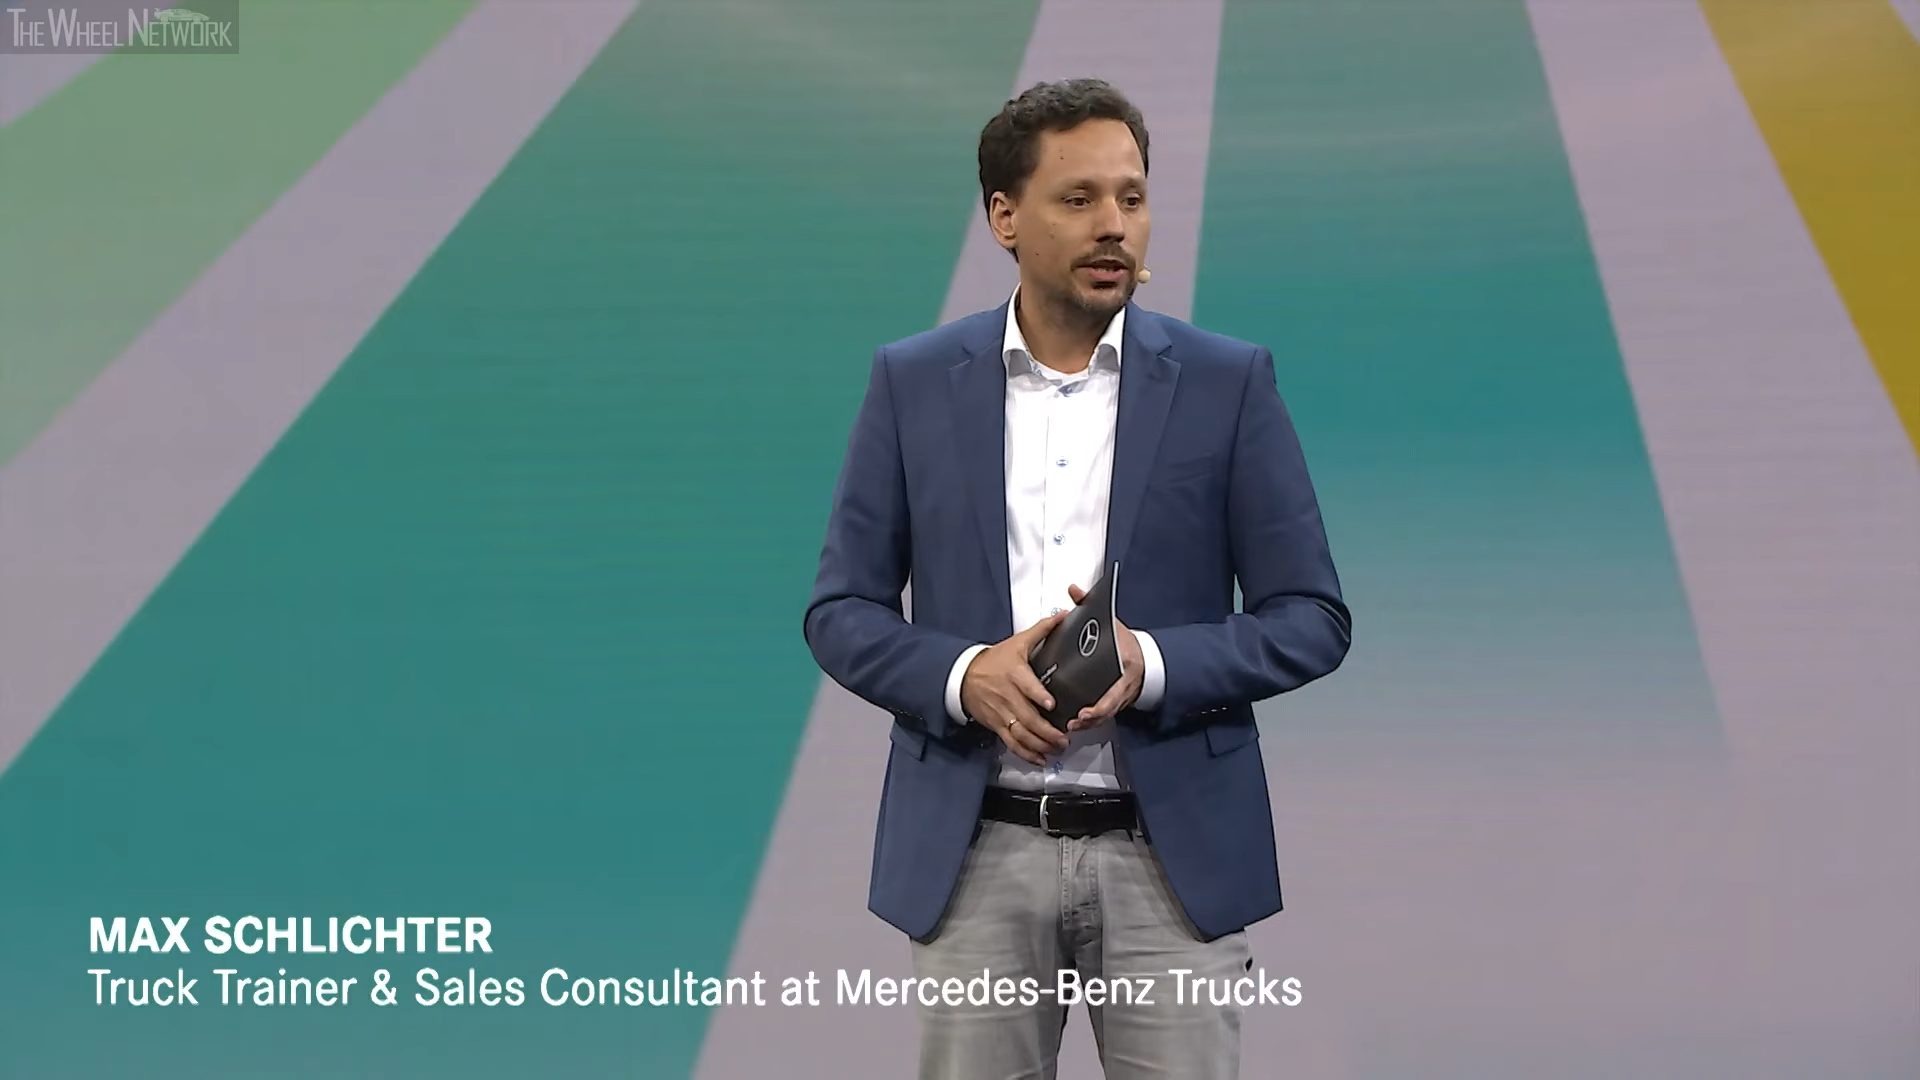 THE WHEEL NETWORK
MAX SCHLICHTER
Truck Trainer & Sales Consultant at Mercedes-Benz Trucks